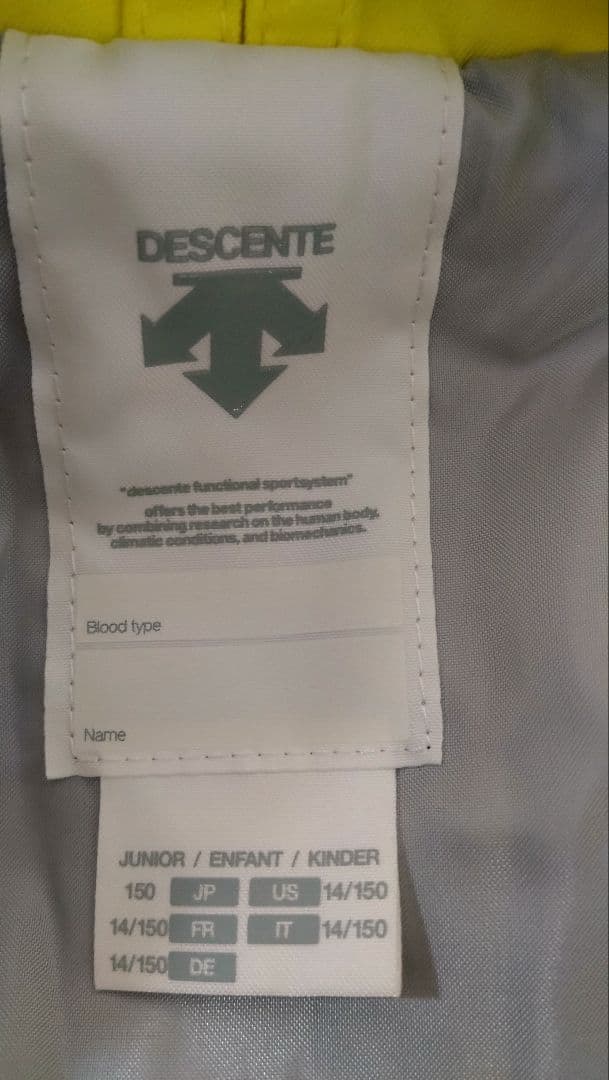 DESCENTE
"descente functional sportsystem"
offers the best performance
by combining research on the human body,
climatic conditions, and biomechanics.
Blood type
Name
JUNIOR / ENFANT / KINDER
150 JP US 14/150
14/150 FR IT 14/150
14/150 DE